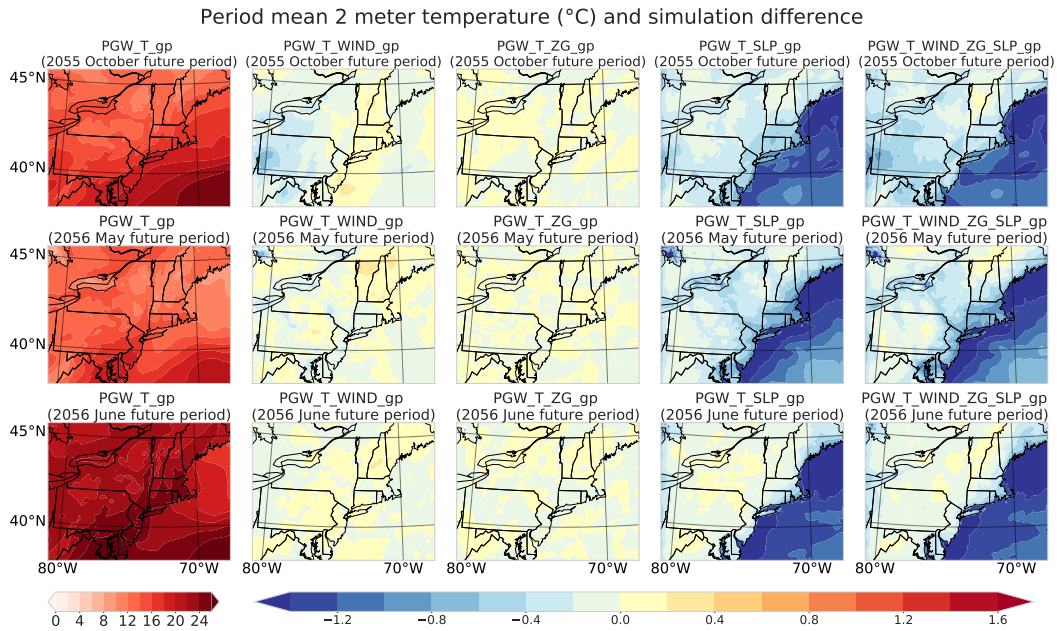 Period mean 2 meter temperature (°C) and simulation difference
PGW_T_gp
(2055 October future period)
PGW_T_WIND_gp
(2055 October future period)
PGW_T_ZG_gp
(2055 October future period)
PGW_T_SLP_gp
(2055 October future period)
PGW_T_WIND_ZG_SLP_gp
(2055 October future period)
45°N
40°N
PGW_T_gp
(2056 May future period)
PGW_T_WIND_gp
(2056 May future period)
PGW_T_ZG_gp
(2056 May future period)
PGW_T_SLP_gp
(2056 May future period)
PGW_T_WIND_ZG_SLP_gp
(2056 May future period)
45°N
40°N
PGW_T_gp
(2056 June future period)
PGW_T_WIND_gp
(2056 June future period)
PGW_T_ZG_gp
(2056 June future period)
PGW_T_SLP_gp
(2056 June future period)
PGW_T_WIND_ZG_SLP_gp
(2056 June future period)
45°N
40°N
80°W 70°W 80°W 70°W 80°W 70°W 80°W 70°W 80°W 70°W
0 4 8 12 16 20 24
−1.2 −0.8 −0.4 0.0 0.4 0.8 1.2 1.6